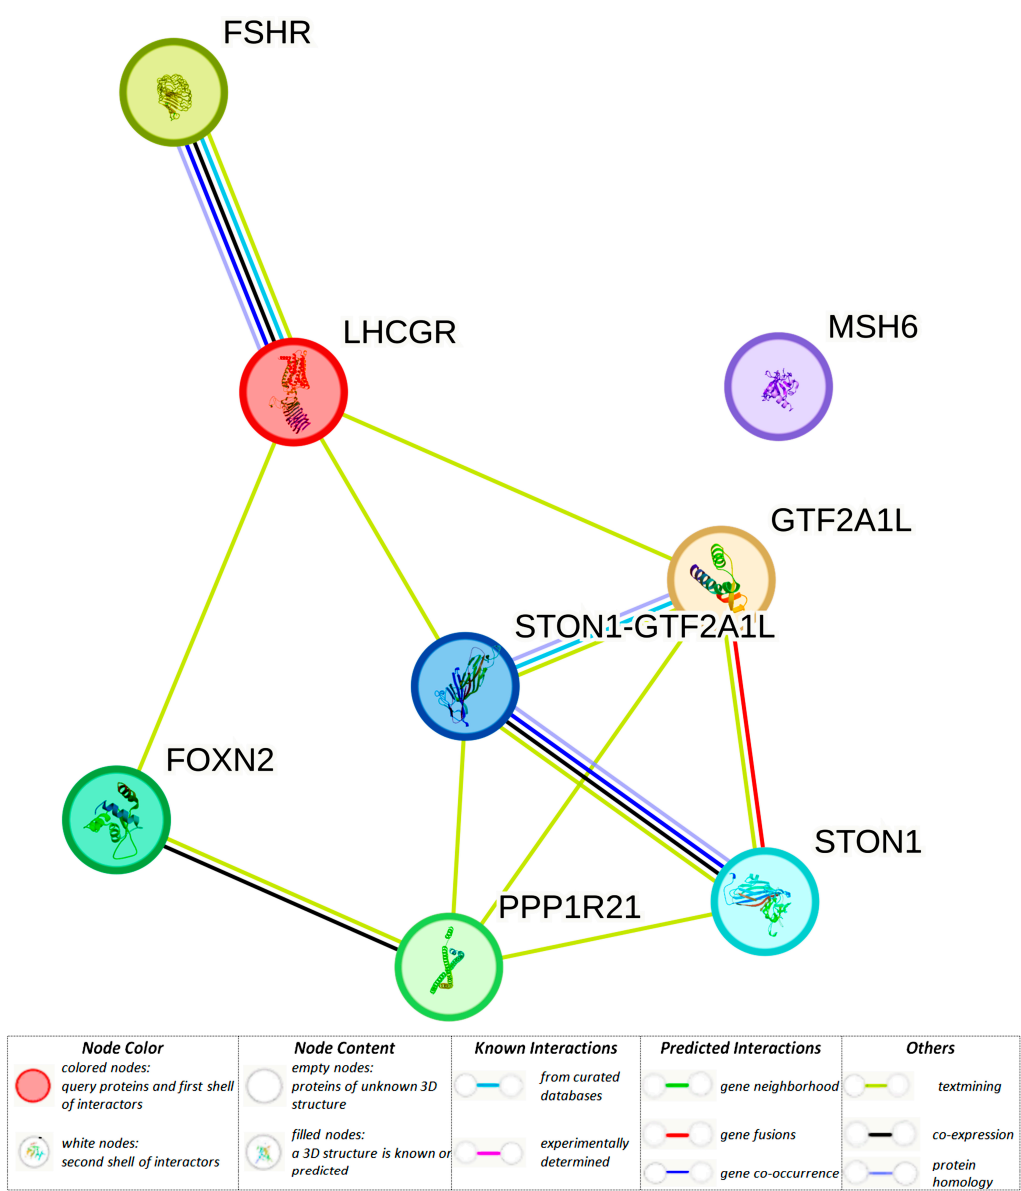 FSHR
LHCGR
MSH6
GTF2A1L
STON1-GTF2A1L
FOXN2
STON1
PPP1R21
Node Color
colored nodes:
query proteins and first shell
of interactors
white nodes:
second shell of interactors
Node Content
empty nodes:
proteins of unknown 3D
structure
filled nodes:
a 3D structure is known or
predicted
Known Interactions
from curated
databases
experimentally
determined
Predicted Interactions
gene neighborhood
gene fusions
gene co-occurrence
Others
textmining
co-expression
protein
homology